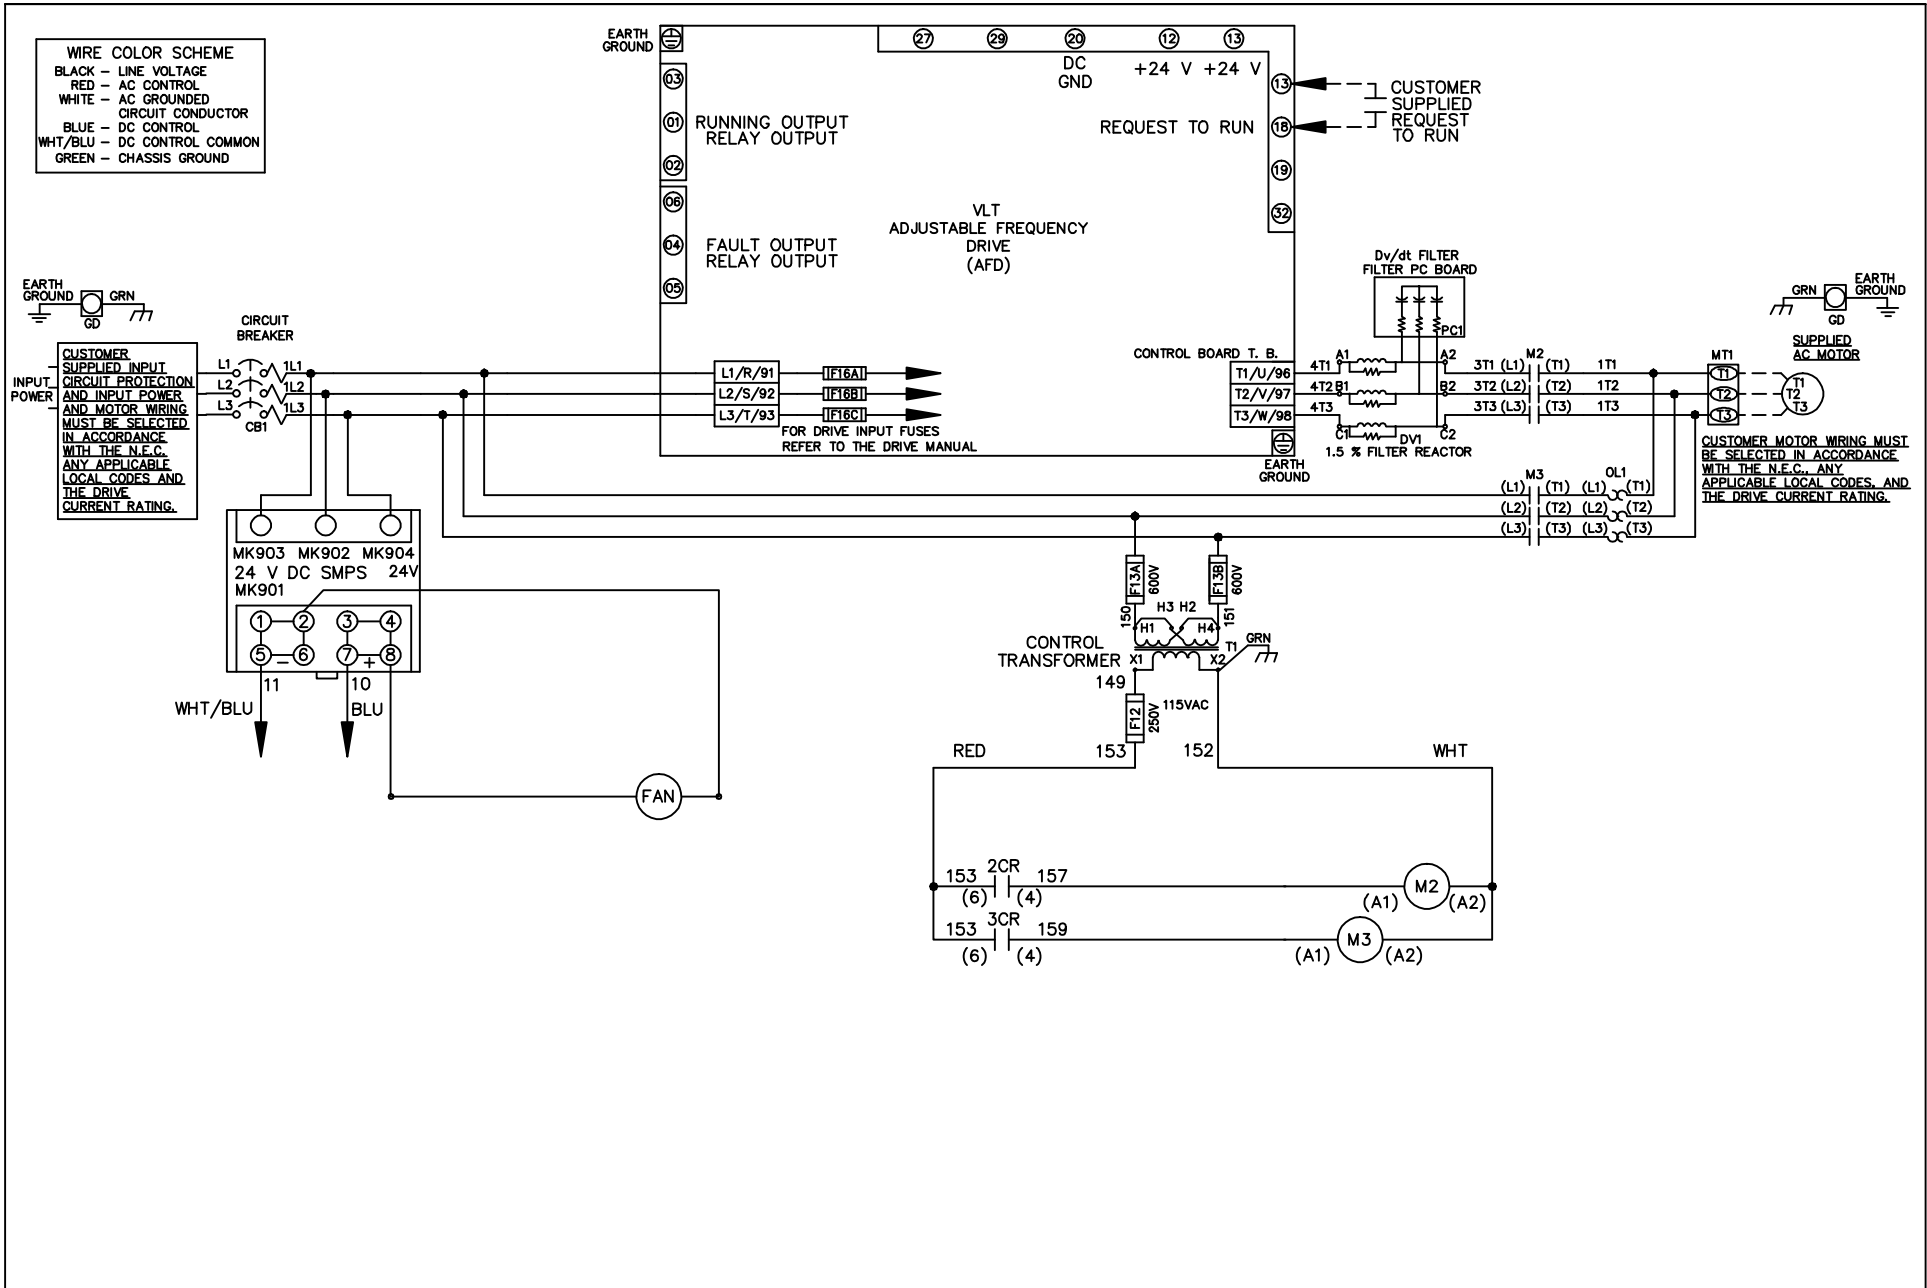 WIRE COLOR SCHEME
BLACK – LINE VOLTAGE
RED – AC CONTROL
WHITE – AC GROUNDED
CIRCUIT CONDUCTOR
BLUE – DC CONTROL
WHT/BLU – DC CONTROL COMMON
GREEN – CHASSIS GROUND
EARTH
GROUND
03
01
02
RUNNING OUTPUT
RELAY OUTPUT
06
04
05
FAULT OUTPUT
RELAY OUTPUT
27
29
20
12
13
DC
GND
+24 V
+24 V
13
18
19
32
REQUEST TO RUN
CUSTOMER
SUPPLIED
REQUEST
TO RUN
VLT
ADJUSTABLE FREQUENCY
DRIVE
(AFD)
EARTH
GROUND
GRN
GD
INPUT
POWER
CUSTOMER
SUPPLIED INPUT
CIRCUIT PROTECTION
AND INPUT POWER
AND MOTOR WIRING
MUST BE SELECTED
IN ACCORDANCE
WITH THE N.E.C.
ANY APPLICABLE
LOCAL CODES AND
THE DRIVE
CURRENT RATING.
CIRCUIT
BREAKER
L1
1L1
L2
1L2
L3
1L3
CB1
L1/R/91
F16A
L2/S/92
F16B
L3/T/93
F16C
FOR DRIVE INPUT FUSES
REFER TO THE DRIVE MANUAL
CONTROL BOARD T. B.
T1/U/96
T2/V/97
T3/W/98
EARTH
GROUND
Dv/dt FILTER
FILTER PC BOARD
PC1
4T1
A1
A2
4T2
B1
B2
4T3
C1
C2
DV1
1.5 % FILTER REACTOR
M2
3T1 (L1) (T1) 1T1
3T2 (L2) (T2) 1T2
3T3 (L3) (T3) 1T3
MT1
T1
T2
T3
GRN
EARTH
GROUND
GD
SUPPLIED
AC MOTOR
T1
T2
T3
CUSTOMER MOTOR WIRING MUST
BE SELECTED IN ACCORDANCE
WITH THE N.E.C., ANY
APPLICABLE LOCAL CODES, AND
THE DRIVE CURRENT RATING.
M3
OL1
(L1) (T1) (L1) (T1)
(L2) (T2) (L2) (T2)
(L3) (T3) (L3) (T3)
MK903 MK902 MK904
24 V DC SMPS 24V
MK901
1
2
3
4
5
–
6
7
+
8
11
10
WHT/BLU
BLU
FAN
F13A
600V
F13B
600V
150
151
H3 H2
H1
H4
CONTROL
TRANSFORMER
X1
X2
T1
GRN
149
F12
250V
115VAC
RED
153
152
WHT
2CR
153
157
(6)
(4)
M2
(A1)
(A2)
3CR
153
159
(6)
(4)
M3
(A1)
(A2)